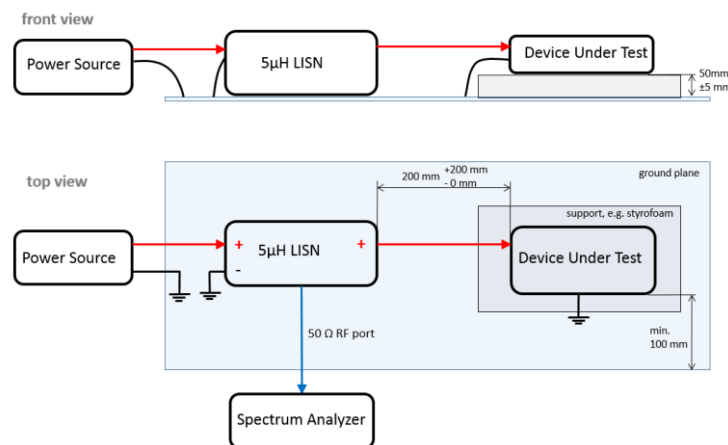 front view
Power Source
5µH LISN
Device Under Test
50mm
±5 mm
top view
200 mm +200 mm
- 0 mm
ground plane
support, e.g. styrofoam
Power Source
+
5µH LISN
+
-
Device Under Test
50 Ω RF port
min.
100 mm
Spectrum Analyzer